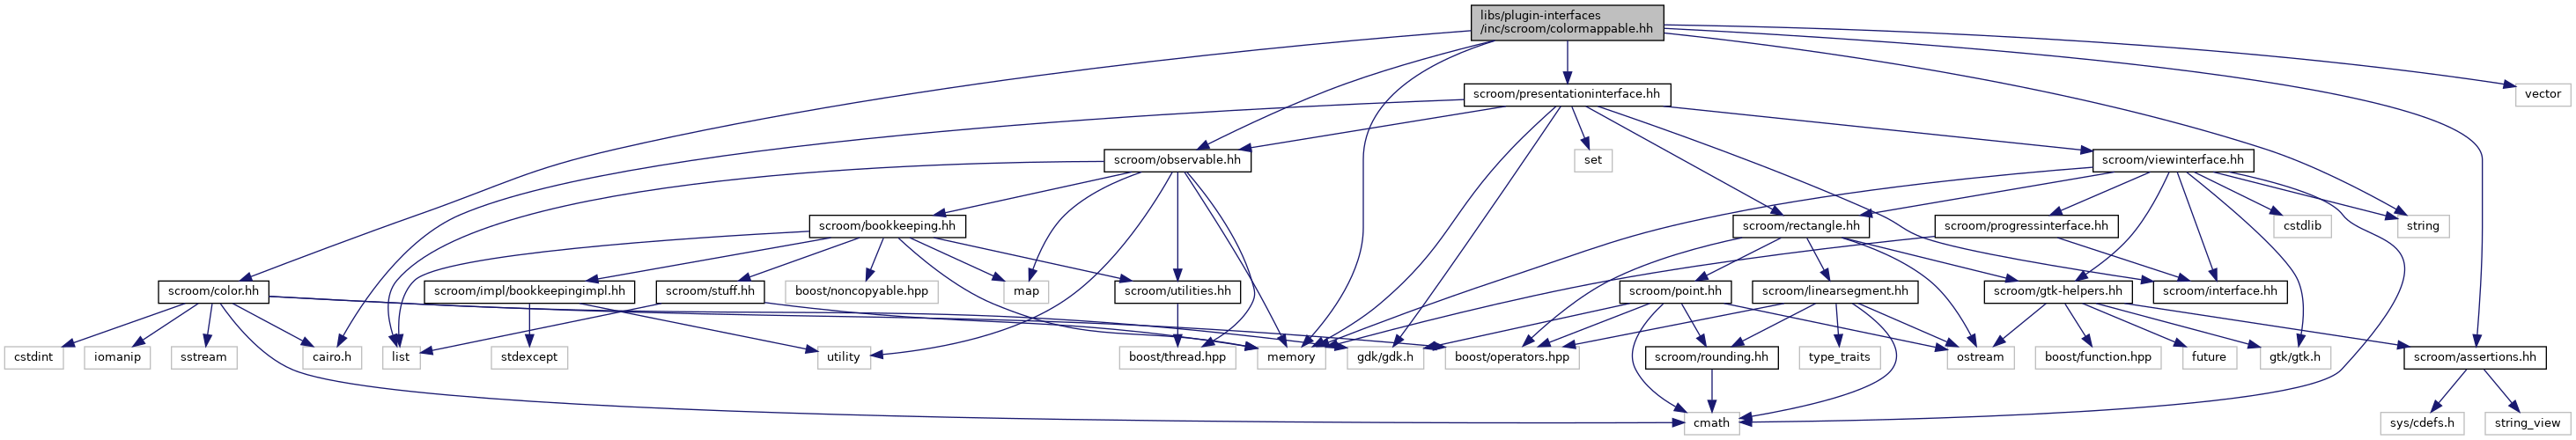 libs/plugin-interfaces
/inc/scroom/colormappable.hh
scroom/presentationinterface.hh
vector
scroom/observable.hh
set
scroom/viewinterface.hh
scroom/bookkeeping.hh
scroom/rectangle.hh
scroom/progressinterface.hh
cstdlib
string
scroom/color.hh
scroom/impl/bookkeepingimpl.hh
scroom/stuff.hh
boost/noncopyable.hpp
map
scroom/utilities.hh
scroom/point.hh
scroom/linearsegment.hh
scroom/gtk-helpers.hh
scroom/interface.hh
cstdint
iomanip
sstream
cairo.h
list
stdexcept
utility
boost/thread.hpp
memory
gdk/gdk.h
boost/operators.hpp
scroom/rounding.hh
type_traits
ostream
boost/function.hpp
future
gtk/gtk.h
scroom/assertions.hh
cmath
sys/cdefs.h
string_view